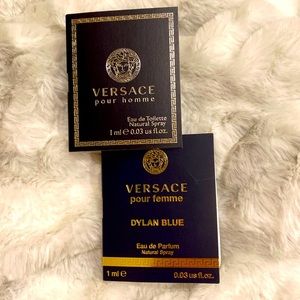 VERSACE
pour homme
Eau de Toilette
Natural Spray
1 ml ℮ 0.03 us fl.oz.
VERSACE
pour femme
DYLAN BLUE
Eau de Parfum
Natural Spray
1 ml ℮ 0.03 us fl.oz.